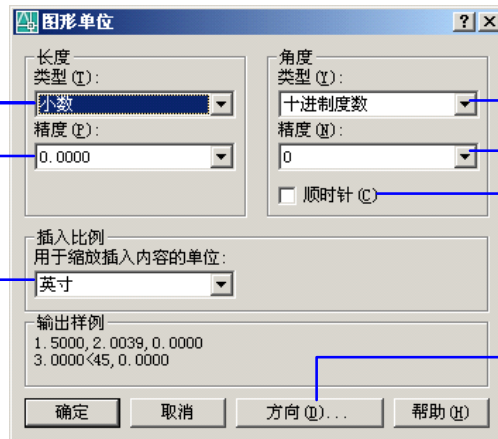 图形单位
长度
类型(T):
小数
精度(P):
0.0000
角度
类型(Y):
十进制度数
精度(N):
0
顺时针(C)
插入比例
用于缩放插入内容的单位:
英寸
输出样例
1.5000,2.0039,0.0000
3.0000<45,0.0000
确定 取消 方向(D)... 帮助(H)